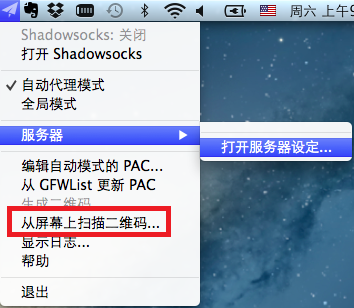 周六 上午9
Shadowsocks: 关闭
打开 Shadowsocks
自动代理模式
全局模式
服务器
打开服务器设定...
编辑自动模式的 PAC...
从 GFWList 更新 PAC
生成二维码...
从屏幕上扫描二维码...
显示日志...
帮助
退出